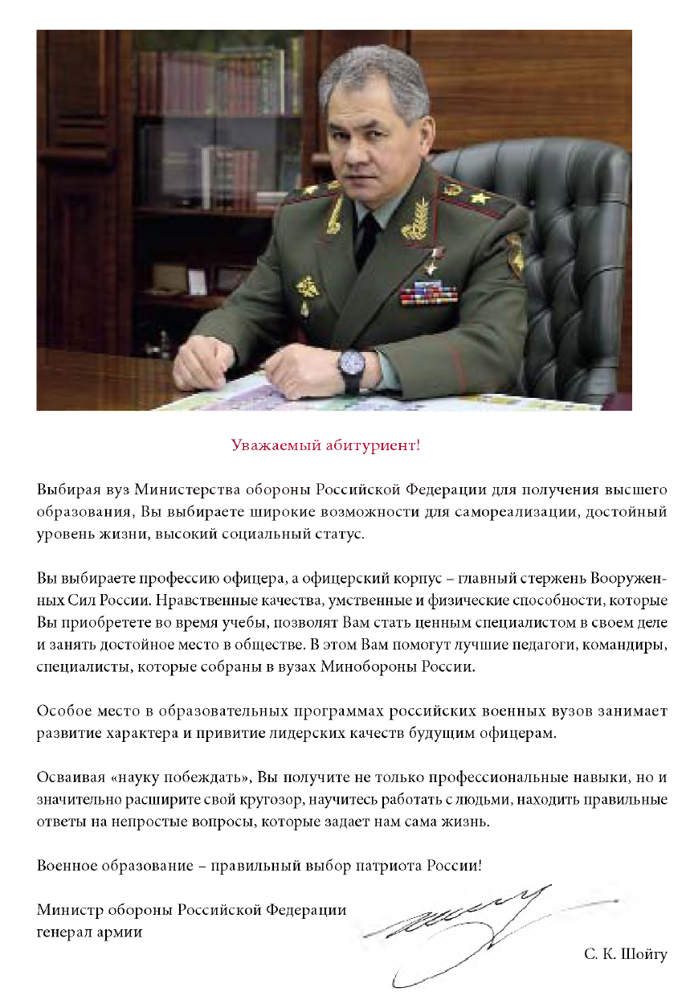 Уважаемый абитуриент!
Выбирая вуз Министерства обороны Российской Федерации для получения высшего
образования, Вы выбираете широкие возможности для самореализации, достойный
уровень жизни, высокий социальный статус.
Вы выбираете профессию офицера, а офицерский корпус – главный стержень Вооружен-
ных Сил России. Нравственные качества, умственные и физические способности, которые
Вы приобретете во время учебы, позволят Вам стать ценным специалистом в своем деле
и занять достойное место в обществе. В этом Вам помогут лучшие педагоги, командиры,
специалисты, которые собраны в вузах Минобороны России.
Особое место в образовательных программах российских военных вузов занимает
развитие характера и привитие лидерских качеств будущим офицерам.
Осваивая «науку побеждать», Вы получите не только профессиональные навыки, но и
значительно расширите свой кругозор, научитесь работать с людьми, находить правильные
ответы на непростые вопросы, которые задает нам сама жизнь.
Военное образование – правильный выбор патриота России!
Министр обороны Российской Федерации
генерал армии
С. К. Шойгу